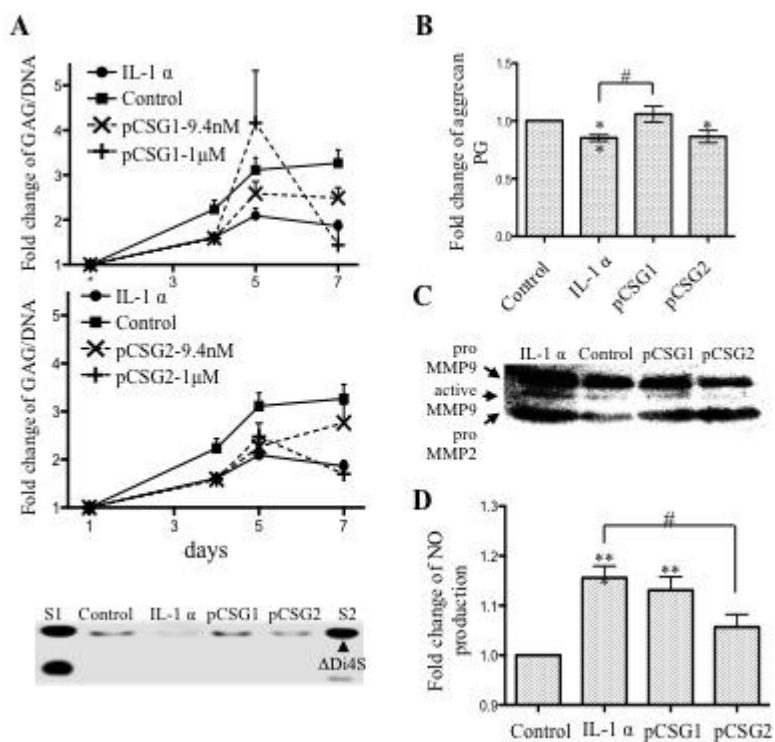 A
Fold change of GAG/DNA
5
4
3
2
1
IL-1 α
Control
pCSG1-9.4nM
pCSG1-1μM
3
5
7
Fold change of GAG/DNA
5
4
3
2
1
IL-1 α
Control
pCSG2-9.4nM
pCSG2-1μM
1
3
5
7
days
S1 Control IL-1 α pCSG1 pCSG2 S2
ΔDi4S
B
Fold change of aggrecan
PG
1.5
1.0
0.5
0.0
#
*
*
*
Control
IL-1 α
pCSG1
pCSG2
C
IL-1 α Control pCSG1 pCSG2
pro
MMP9
active
MMP9
pro
MMP2
D
Fold change of NO
production
1.3
1.2
1.1
1.0
0.9
#
**
*
**
Control IL-1 α pCSG1 pCSG2